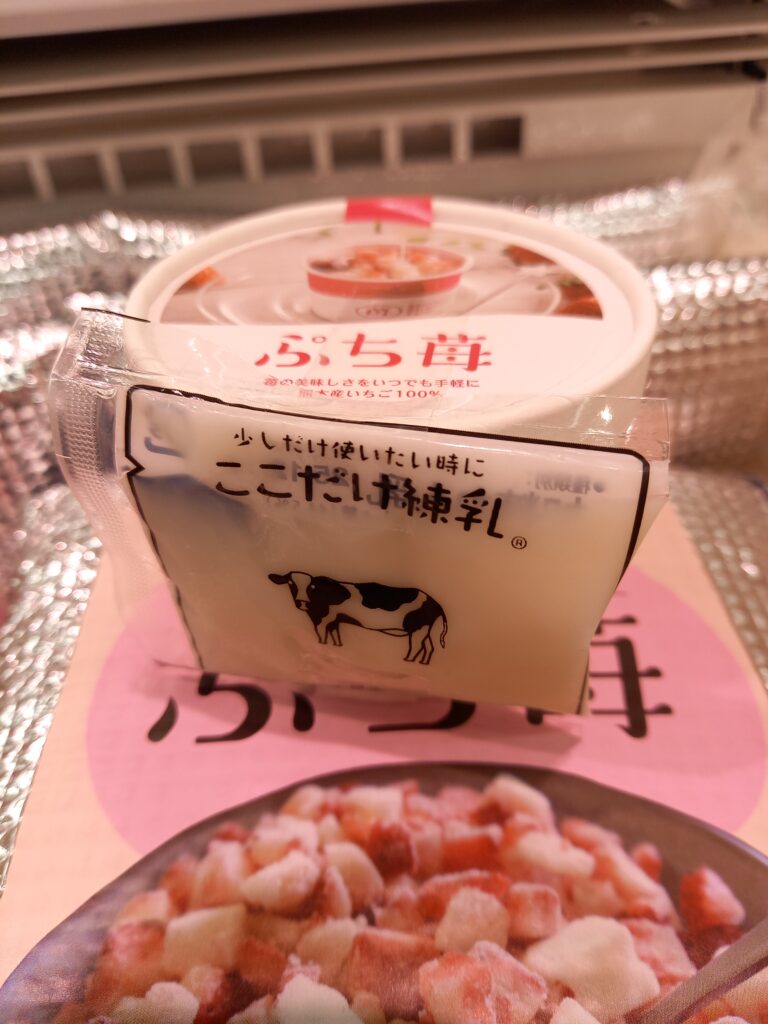 ぷち苺
苺の美味しさをいつでも手軽に
熊大産いちご100%
少しだけ使いたい時に
ここだけ練乳®
ぷち苺